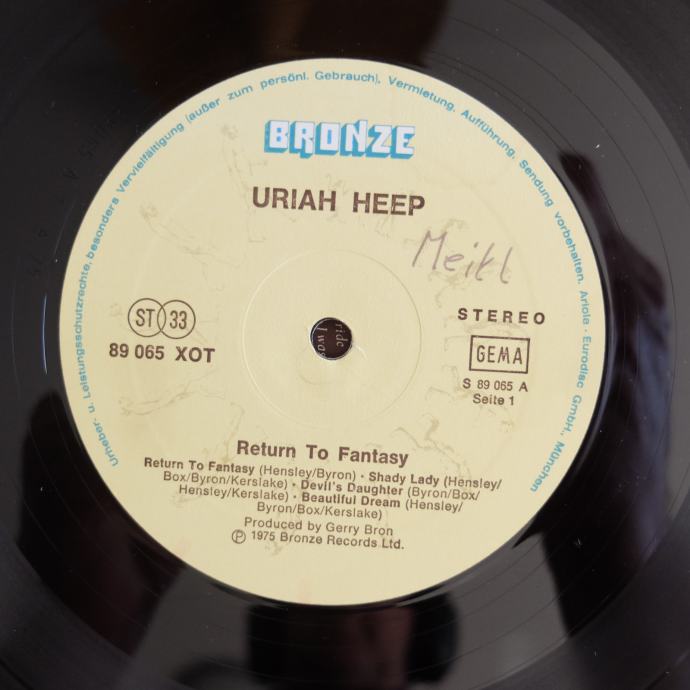 Urheber- u. Leistungsschutzrechte, besonders Vervielfältigung (außer zum persönl. Gebrauch), Vermietung, Aufführung, Sendung vorbehalten. Ariola-Eurodisc GmbH., München
BRONZE
URIAH HEEP
Meikl
ST 33
89 065 XOT
STEREO
GEMA
S 89 065 A
Seite 1
ride
I was
Return To Fantasy
Return To Fantasy (Hensley/Byron) · Shady Lady (Hensley/
Box/Byron/Kerslake) · Devil's Daughter (Byron/Box/
Hensley/Kerslake) · Beautiful Dream (Hensley/
Byron/Box/Kerslake)
Produced by Gerry Bron
Ⓟ 1975 Bronze Records Ltd.